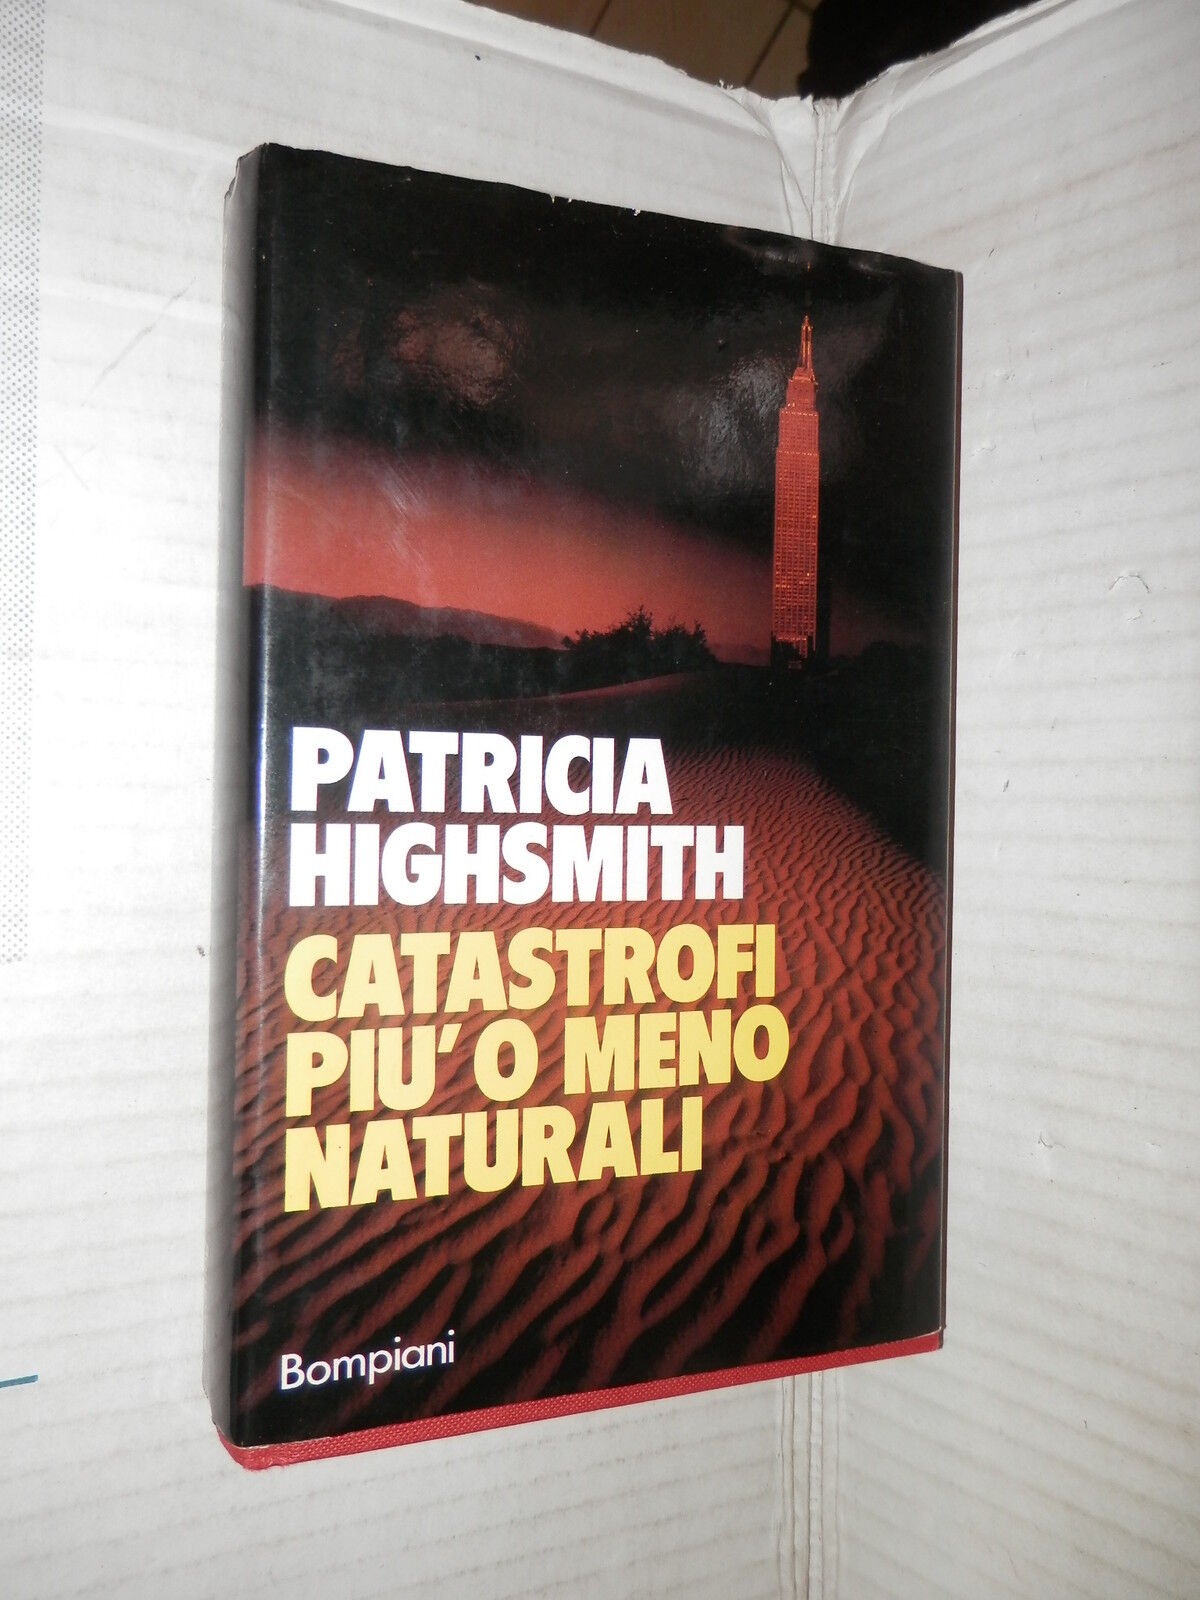 PATRICIA
HIGHSMITH
CATASTROFI
PIU' O MENO
NATURALI
Bompiani